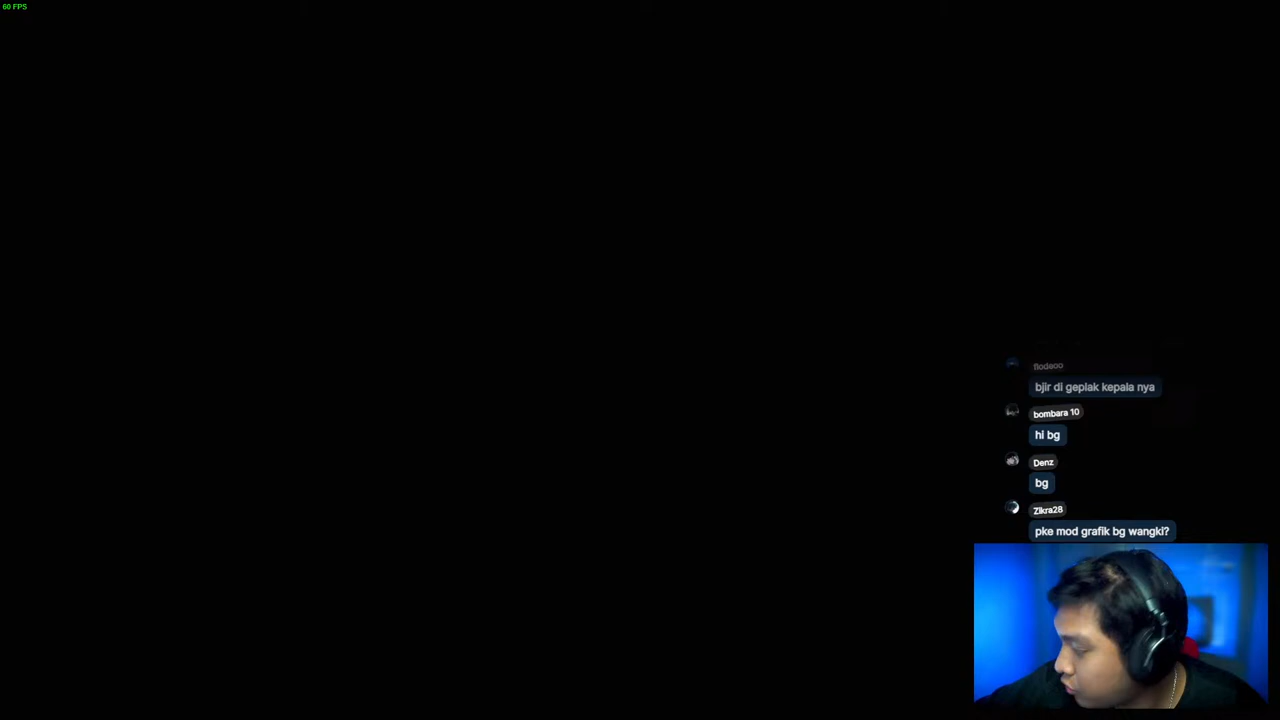 60 FPS
flodeoo
bjir di geplak kepala nya
bombara 10
hi bg
Denz
bg
Zikra28
pke mod grafik bg wangki?